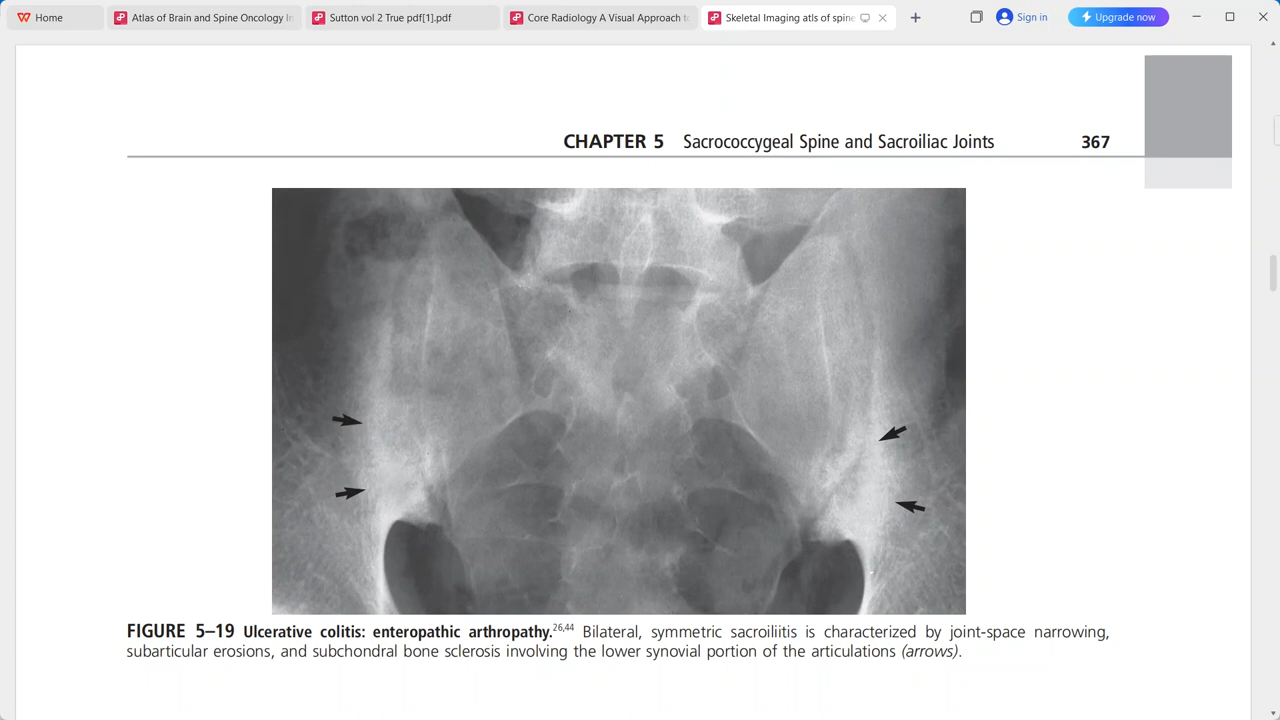 Home
Atlas of Brain and Spine Oncology I
Sutton vol 2 True pdf[1].pdf
Core Radiology A Visual Approach to
Skeletal Imaging atls of spine
Sign in
Upgrade now
CHAPTER 5 Sacrococcygeal Spine and Sacroiliac Joints 367
FIGURE 5–19 Ulcerative colitis: enteropathic arthropathy.26,44 Bilateral, symmetric sacroiliitis is characterized by joint-space narrowing,
subarticular erosions, and subchondral bone sclerosis involving the lower synovial portion of the articulations (arrows).